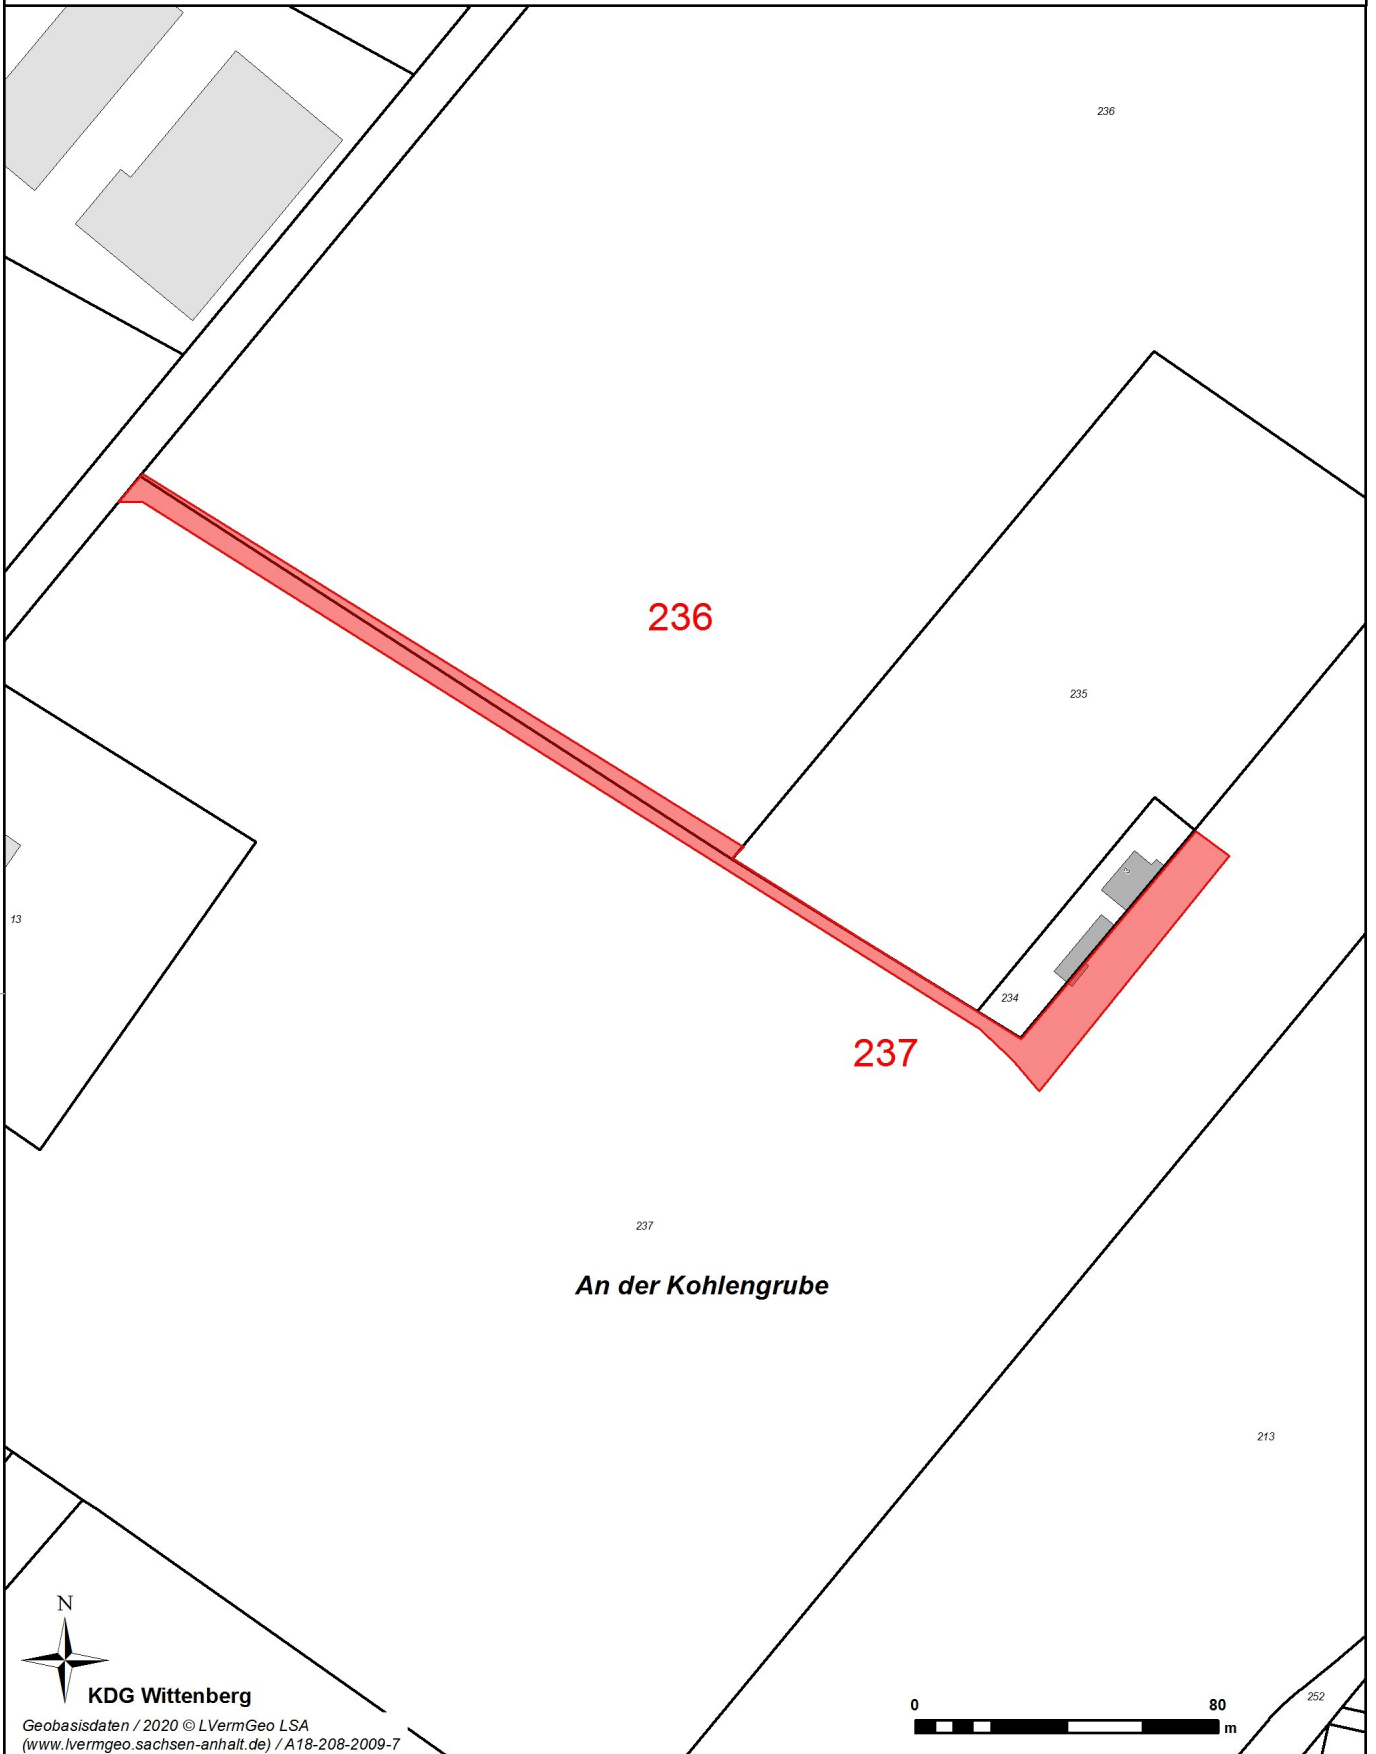 236
236
235
3
13
234
237
237
An der Kohlengrube
213
N
KDG Wittenberg
252
0 80
m
Geobasisdaten / 2020 © LVermGeo LSA
(www.lvermgeo.sachsen-anhalt.de) / A18-208-2009-7